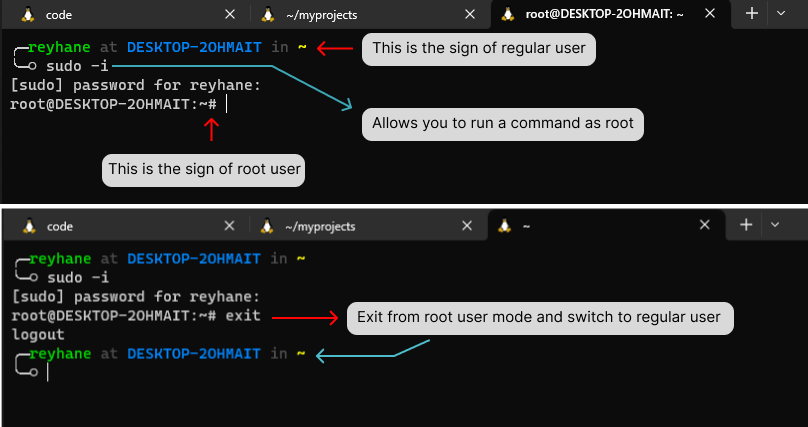 code
~/myprojects
root@DESKTOP-2OHMAIT: ~
reyhane at DESKTOP-2OHMAIT in ~
This is the sign of regular user
sudo -i
[sudo] password for reyhane:
root@DESKTOP-2OHMAIT:~#
Allows you to run a command as root
This is the sign of root user
code
~/myprojects
~
reyhane at DESKTOP-2OHMAIT in ~
sudo -i
[sudo] password for reyhane:
root@DESKTOP-2OHMAIT:~# exit
Exit from root user mode and switch to regular user
logout
reyhane at DESKTOP-2OHMAIT in ~